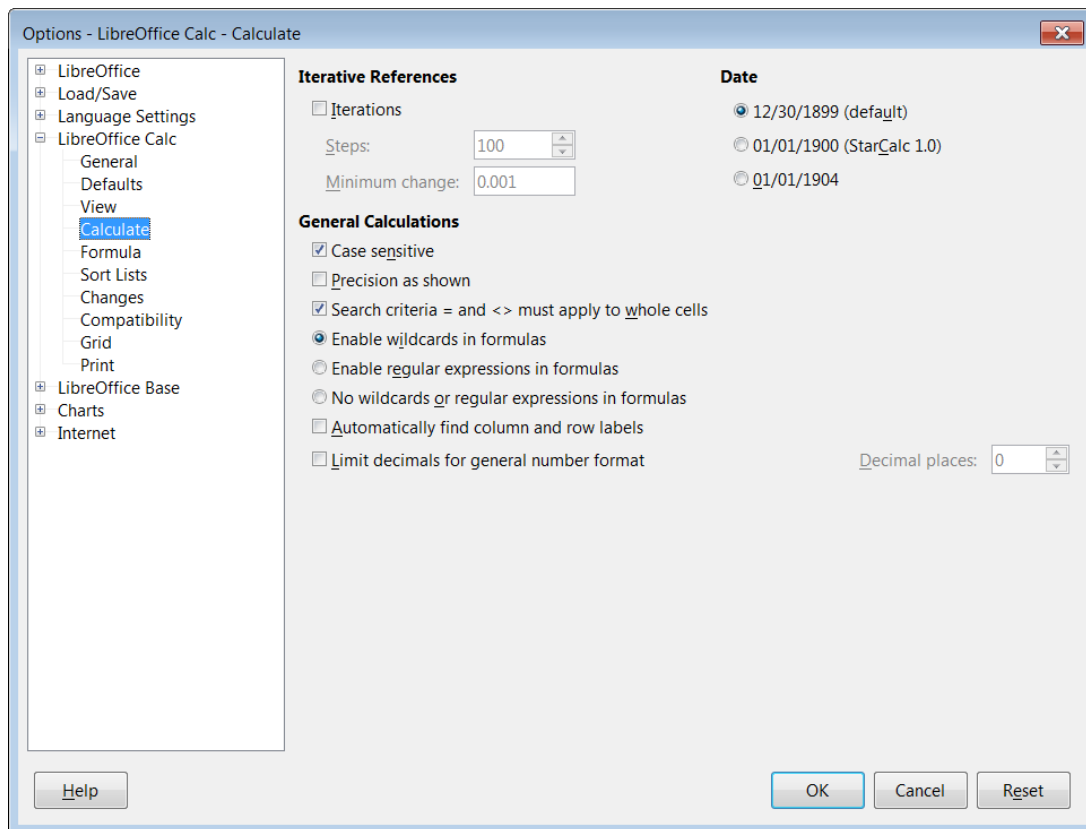 Options - LibreOffice Calc - Calculate
LibreOffice
Load/Save
Language Settings
LibreOffice Calc
General
Defaults
View
Calculate
Formula
Sort Lists
Changes
Compatibility
Grid
Print
LibreOffice Base
Charts
Internet
Iterative References
Iterations
Steps: 100
Minimum change: 0.001
Date
12/30/1899 (default)
01/01/1900 (StarCalc 1.0)
01/01/1904
General Calculations
Case sensitive
Precision as shown
Search criteria = and <> must apply to whole cells
Enable wildcards in formulas
Enable regular expressions in formulas
No wildcards or regular expressions in formulas
Automatically find column and row labels
Limit decimals for general number format Decimal places: 0
Help OK Cancel Reset